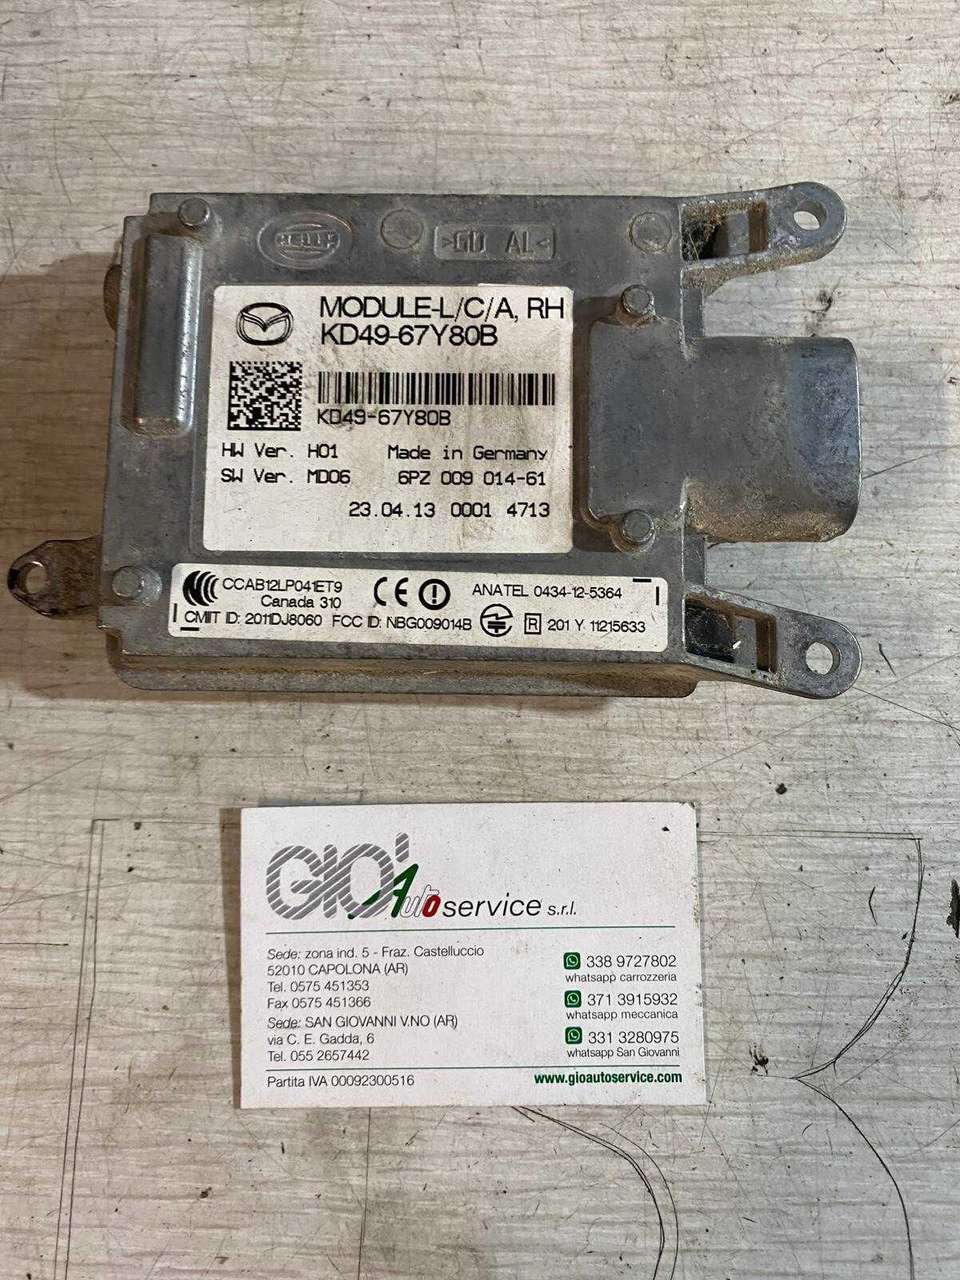 HELLA
>GD AL<
MODULE-L/C/A, RH
KD49-67Y80B
KD49-67Y80B
HW Ver. H01 Made in Germany
SW Ver. MD06 6PZ 009 014-61
23.04.13 0001 4713
CCAB12LP041ET9 CE ANATEL 0434-12-5364
Canada 310
CMIIT ID: 2011DJ8060 FCC ID: NBG009014B R 201 Y 11215633
GIO' Auto service s.r.l.
Sede: zona ind. 5 - Fraz. Castelluccio
52010 CAPOLONA (AR)
Tel. 0575 451353
Fax 0575 451366
Sede: SAN GIOVANNI V.NO (AR)
via C. E. Gadda, 6
Tel. 055 2657442
Partita IVA 00092300516
338 9727802
whatsapp carrozzeria
371 3915932
whatsapp meccanica
331 3280975
whatsapp San Giovanni
www.gioautoservice.com